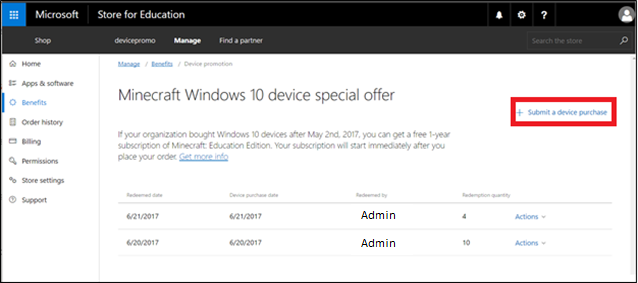 Microsoft Store for Education
Shop devicepromo Manage Find a partner Search the store
Home
Apps & software
Benefits
Order history
Billing
Permissions
Store settings
Support
Manage / Benefits / Device promotion
Minecraft Windows 10 device special offer
+ Submit a device purchase
If your organization bought Windows 10 devices after May 2nd, 2017, you can get a free 1-year
subscription of Minecraft: Education Edition. Your subscription will start immediately after you
place your order. Get more info
Redeemed date Device purchase date Redeemed by Redemption quantity
6/21/2017 6/21/2017 Admin 4 Actions
6/20/2017 6/20/2017 Admin 10 Actions